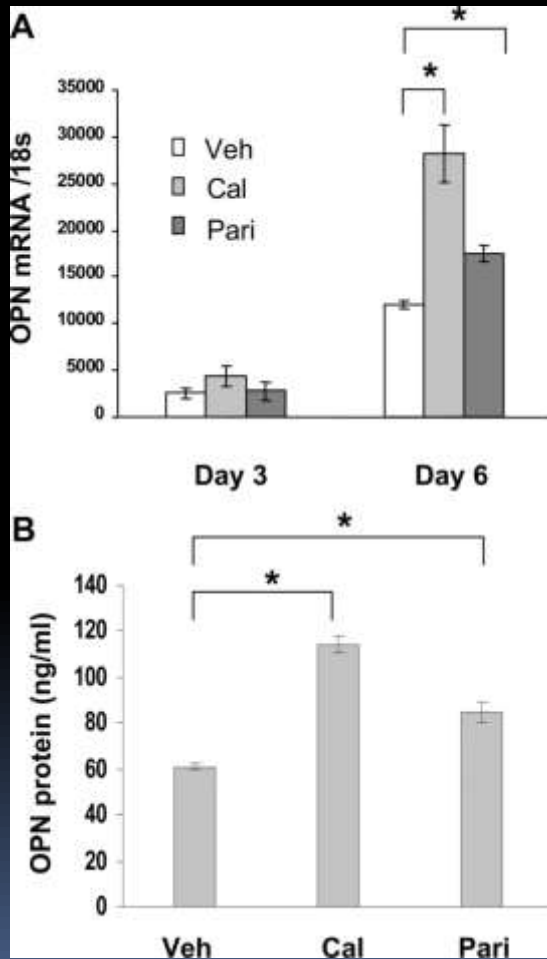 A
*
*
OPN mRNA /18s
35000
30000
25000
20000
15000
10000
5000
0
Veh
Cal
Pari
Day 3 Day 6
B
*
*
OPN protein (ng/ml)
140
120
100
80
60
40
20
0
Veh Cal Pari